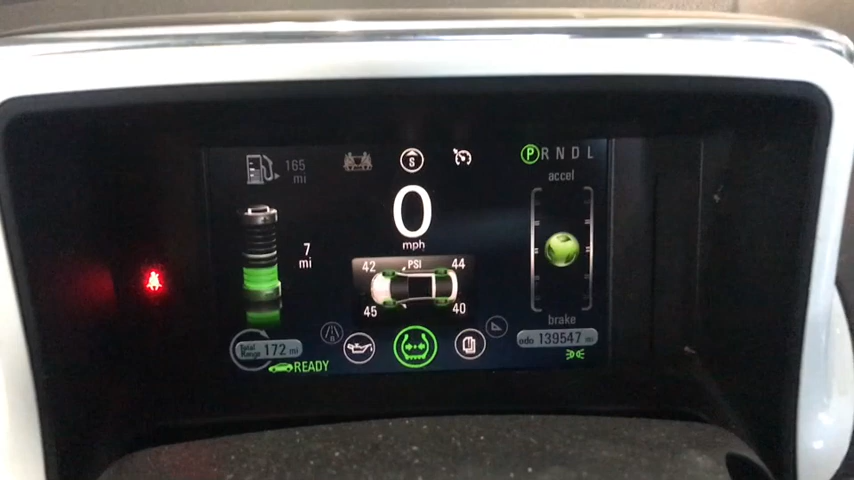 165
mi
S
P R N D L
accel
0
mph
7
mi
42 PSI 44
45 40
Total
Range 172 mi
brake
odo 139547 mi
READY